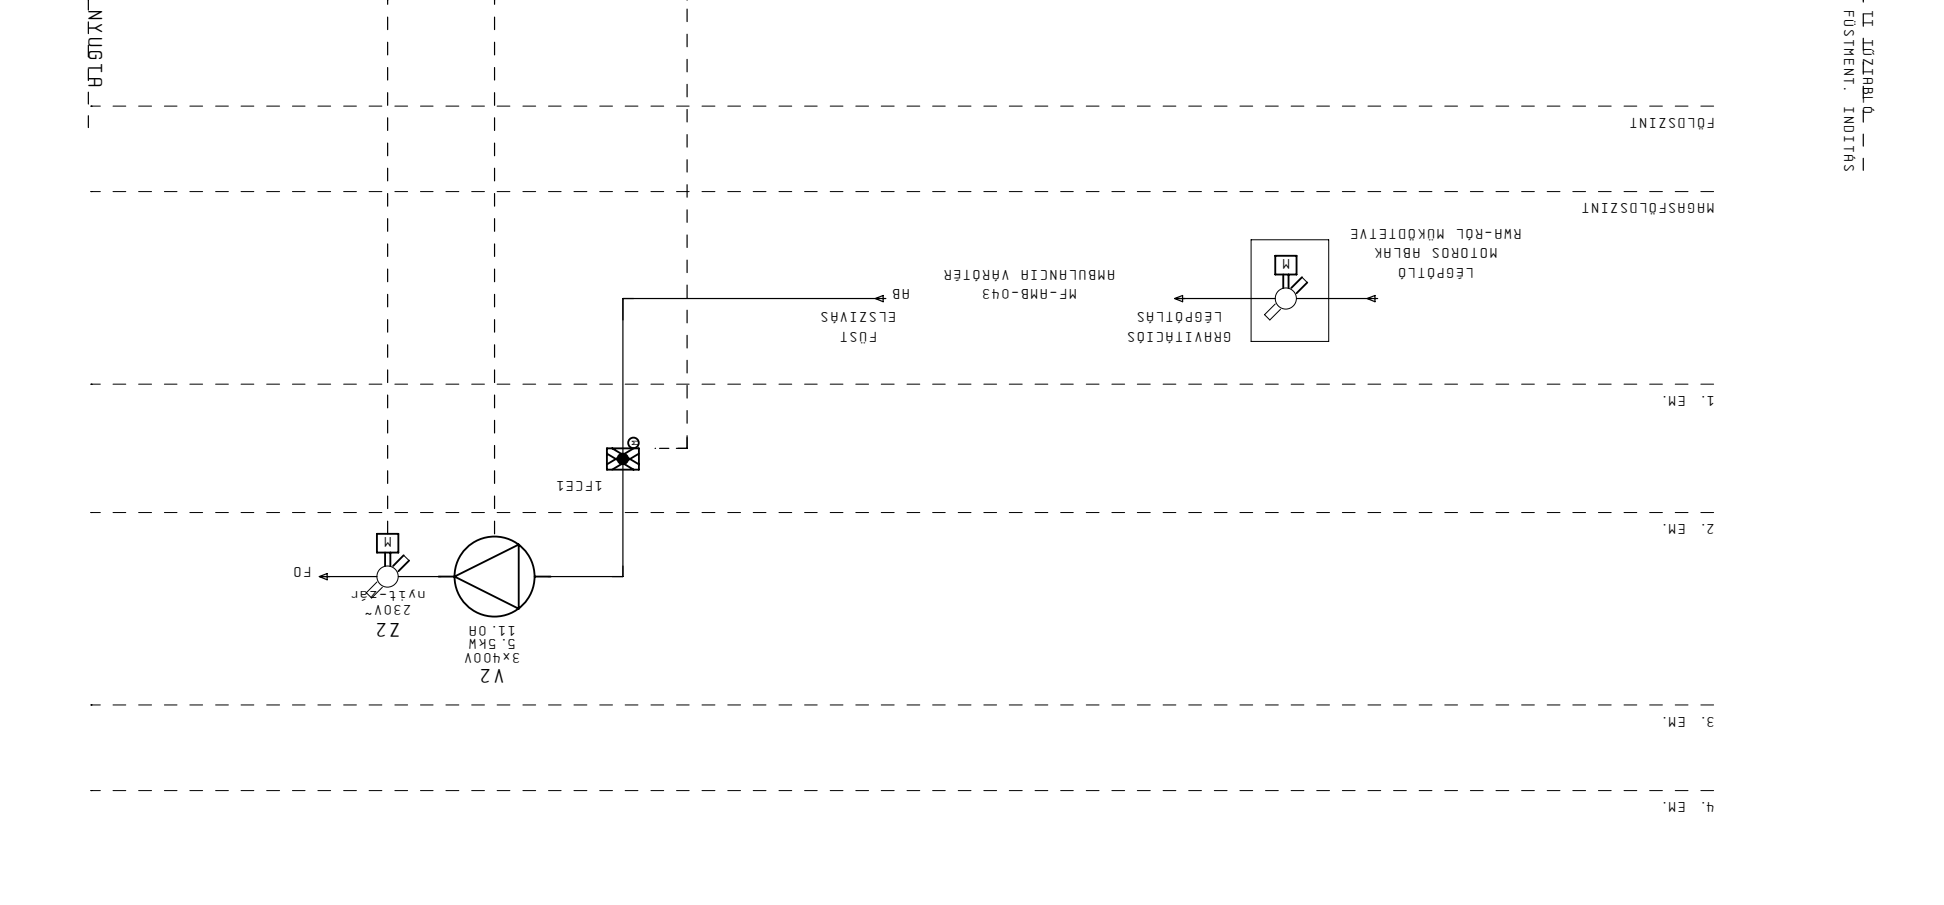 4. EM.
3. EM.
V2
3x400V
5.5kW
11.0A
Z2
230V~
nyit-zár
FO
2. EM.
M
1FCE1
1. EM.
GRAVITÁCIÓS
LÉGPÓTLÁS
FÜST
ELSZIVÁS
AB
MF-AMB-043
AMBULANCIA VÁRÓTÉR
LÉGPÓTLÓ
MOTOROS ABLAK
RWA-RÓL MŰKÖDTETVE
M
MAGASFÖLDSZINT
FÖLDSZINT
NYUGTA
FÜSTMENT. INDITÁS